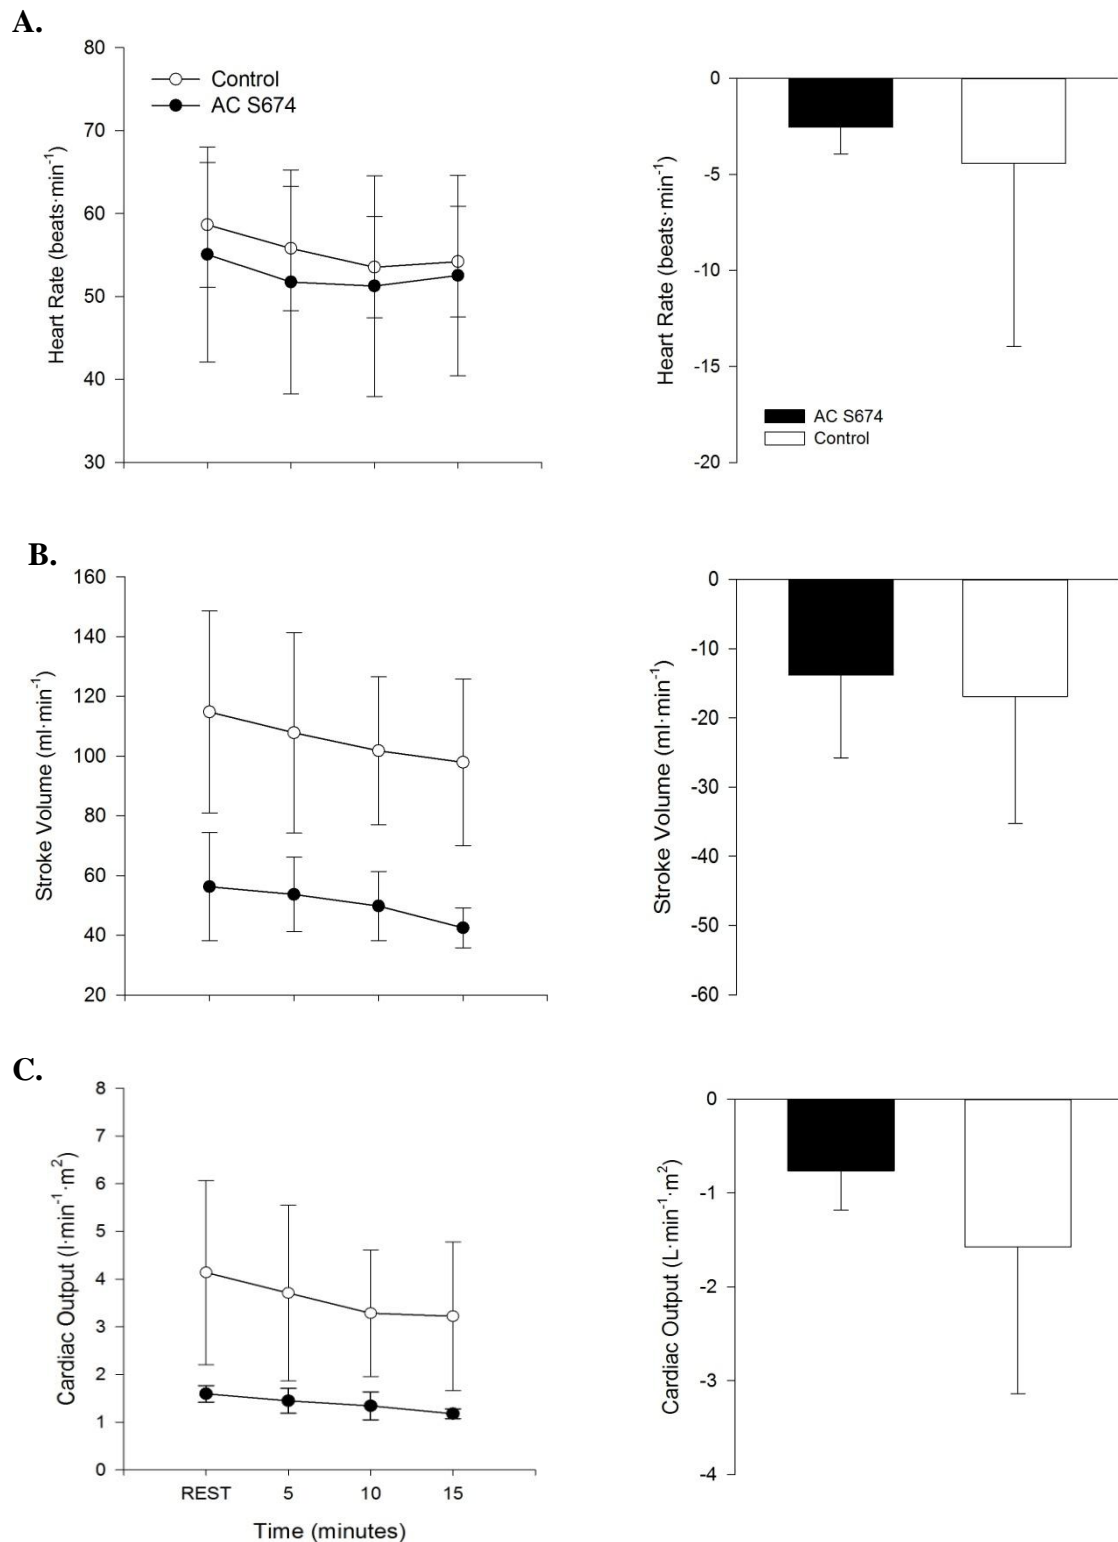 A.
80
70
60
50
40
30
Heart Rate (beats·min⁻¹)
Control
AC S674
0
-5
-10
-15
-20
Heart Rate (beats·min⁻¹)
AC S674
Control
B.
160
140
120
100
80
60
40
20
Stroke Volume (ml·min⁻¹)
0
-10
-20
-30
-40
-50
-60
Stroke Volume (ml·min⁻¹)
C.
8
7
6
5
4
3
2
1
0
Cardiac Output (l·min⁻¹·m²)
REST 5 10 15
Time (minutes)
0
-1
-2
-3
-4
Cardiac Output (L·min⁻¹·m²)